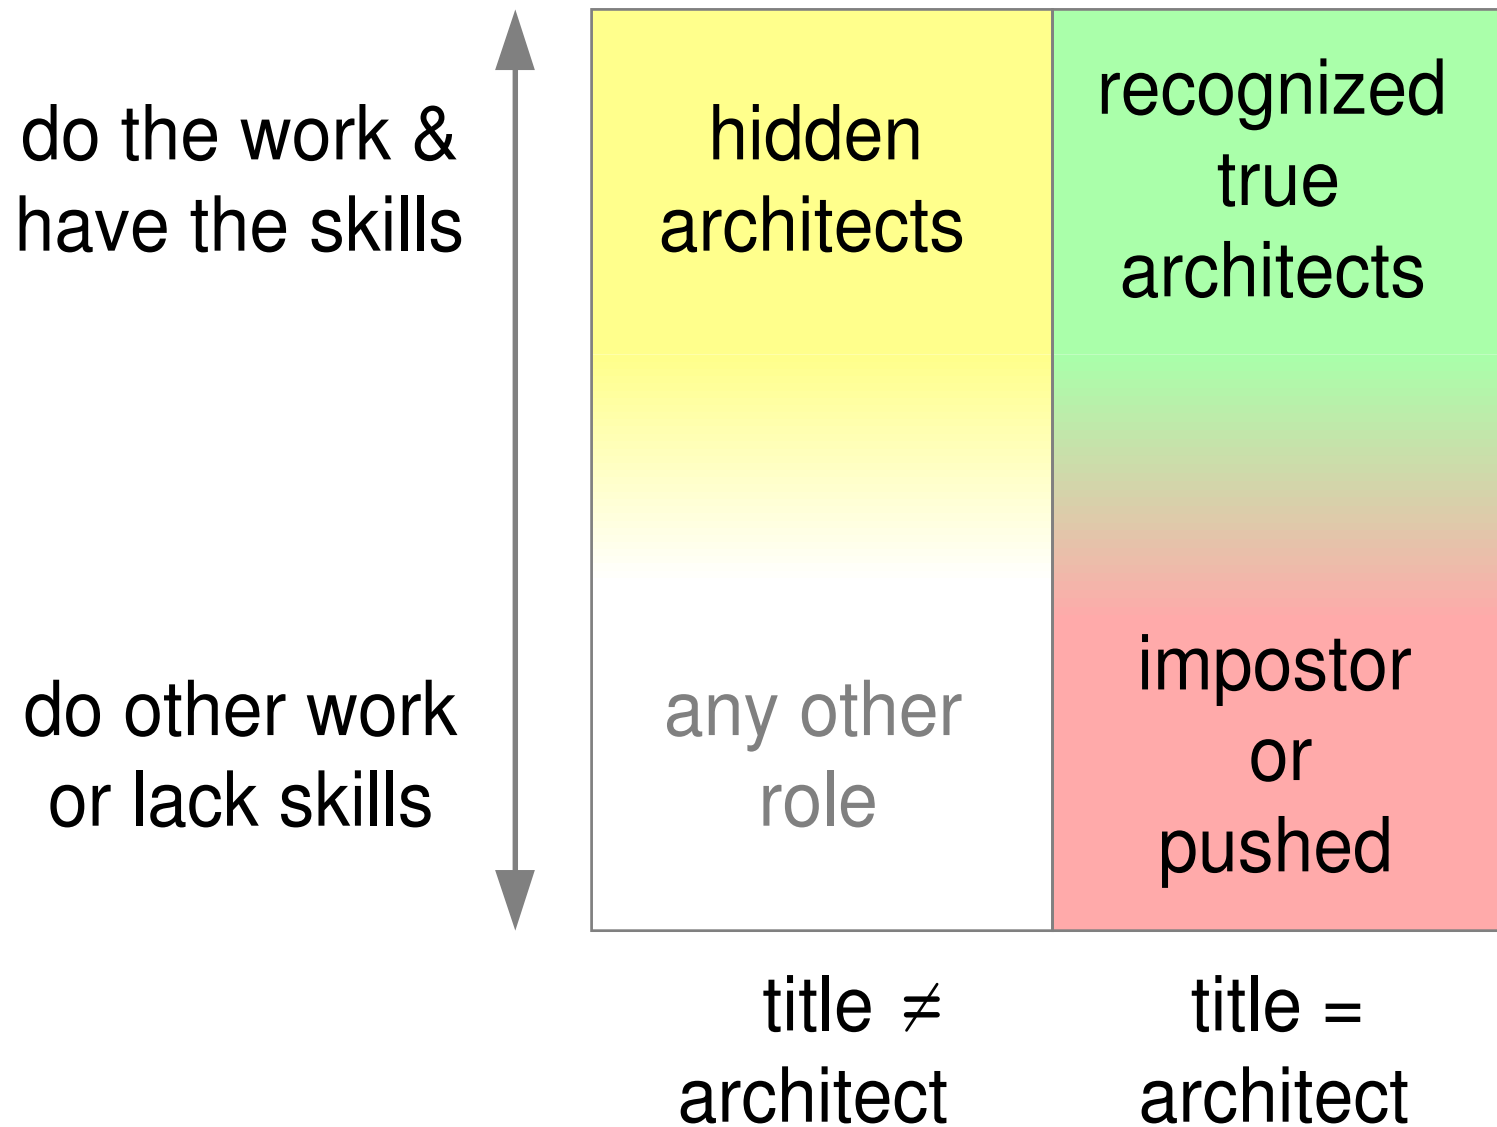 do the work &
have the skills
hidden
architects
recognized
true
architects
do other work
or lack skills
any other
role
impostor
or
pushed
title ≠
architect
title =
architect